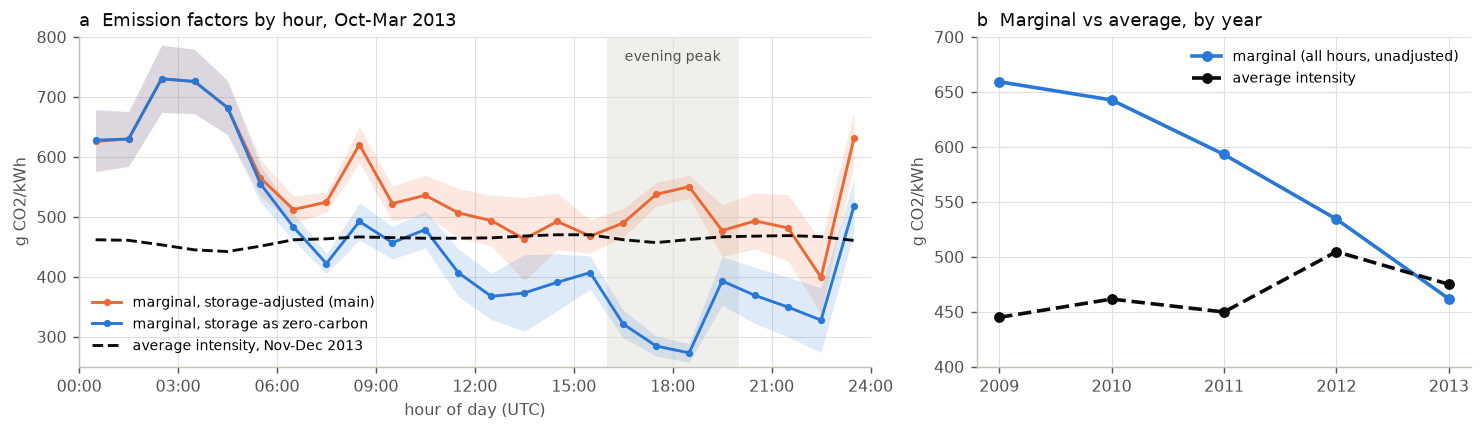 a Emission factors by hour, Oct-Mar 2013
g CO2/kWh
800
700
600
500
400
300
evening peak
marginal, storage-adjusted (main)
marginal, storage as zero-carbon
average intensity, Nov-Dec 2013
00:00 03:00 06:00 09:00 12:00 15:00 18:00 21:00 24:00
hour of day (UTC)
b Marginal vs average, by year
g CO2/kWh
700
650
600
550
500
450
400
marginal (all hours, unadjusted)
average intensity
2009 2010 2011 2012 2013